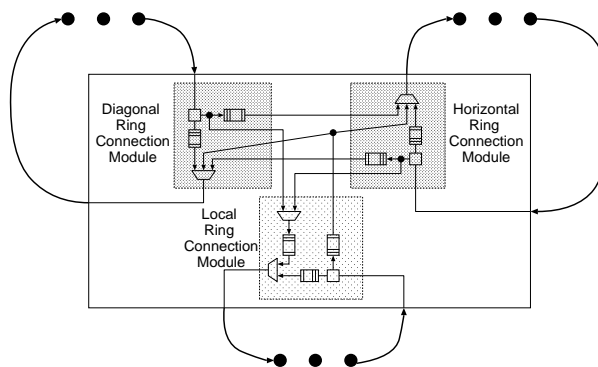 Diagonal
Ring
Connection
Module
Horizontal
Ring
Connection
Module
Local
Ring
Connection
Module